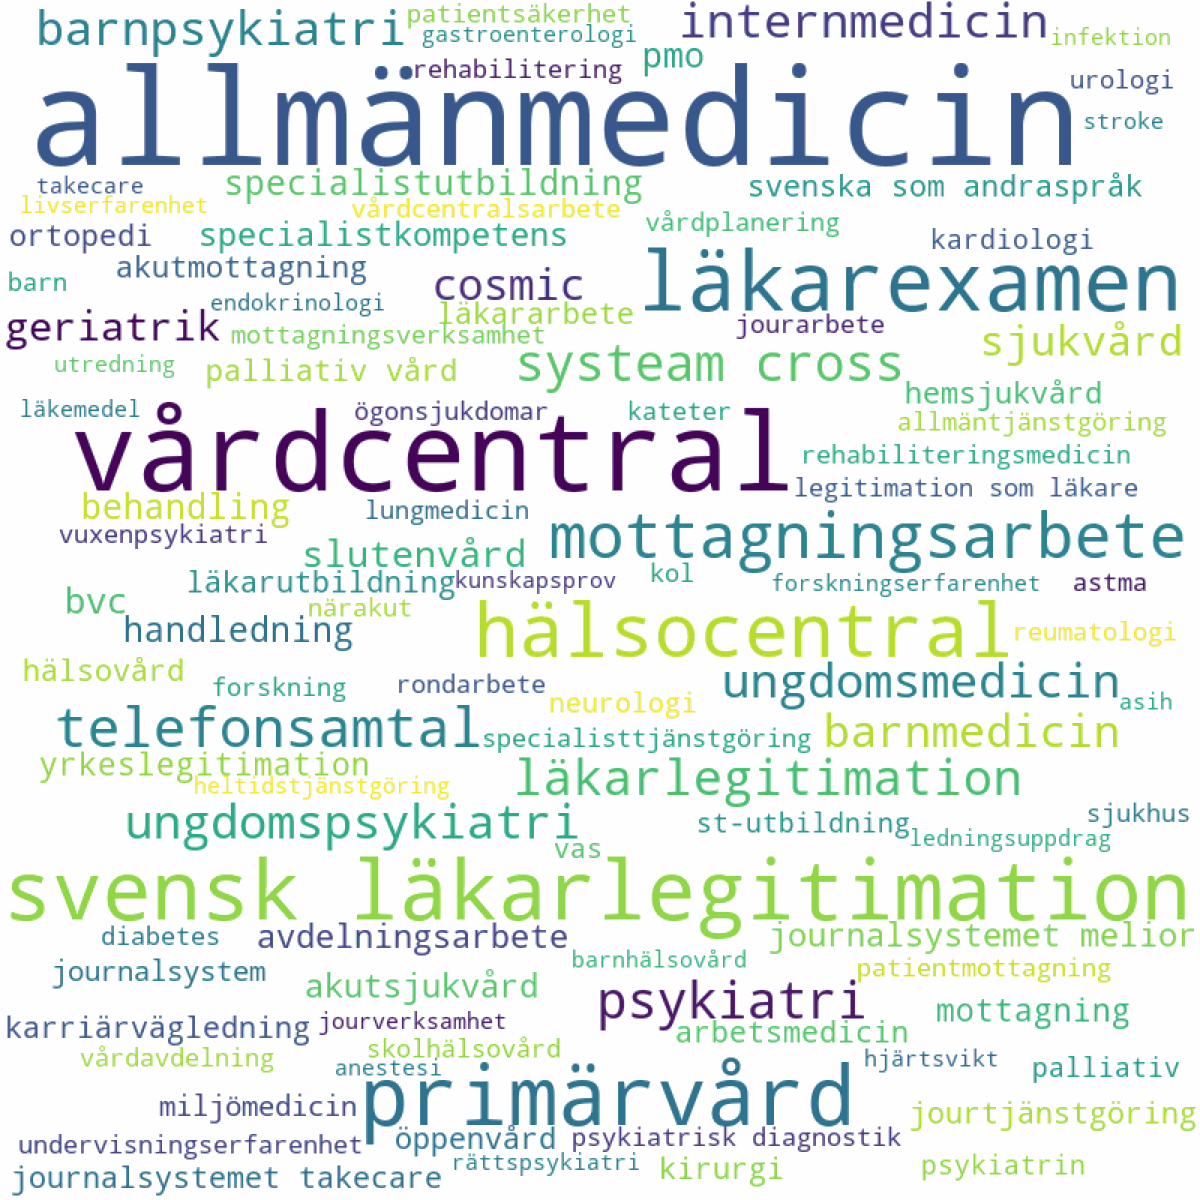 barnpsykiatri patientsäkerhet internmedicin
gastroenterologi infektion
rehabilitering pmo urologi
allmänmedicin stroke
takecare specialistutbildning svenska som andraspråk
livserfarenhet vårdcentralsarbete vårdplanering
ortopedi specialistkompetens kardiologi
barn akutmottagning cosmic läkarexamen
endokrinologi läkararbete
geriatrik mottagningsverksamhet jourarbete sjukvård
utredning palliativ vård systeam cross hemsjukvård
läkemedel ögonsjukdomar kateter allmäntjänstgöring
vårdcentral rehabiliteringsmedicin
legitimation som läkare
behandling lungmedicin
vuxenpsykiatri slutenvård mottagningsarbete
läkarutbildning kunskapsprov kol forskningserfarenhet astma
bvc närakut
handledning hälsocentral reumatologi
hälsovård forskning rondarbete ungdomsmedicin
neurologi asih
telefonsamtal specialisttjänstgöring barnmedicin
yrkeslegitimation läkarlegitimation
heltidstjänstgöring
ungdomspsykiatri st-utbildning sjukhus
vas ledningsuppdrag
svensk läkarlegitimation
diabetes avdelningsarbete journalsystemet melior
journalsystem barnhälsovård patientmottagning
akutsjukvård psykiatri mottagning
karriärvägledning jourverksamhet arbetsmedicin
vårdavdelning skolhälsovård hjärtsvikt palliativ
anestesi primärvård
miljömedicin jourtjänstgöring
undervisningserfarenhet öppenvård psykiatrisk diagnostik
journalsystemet takecare rättspsykiatri kirurgi psykiatrin